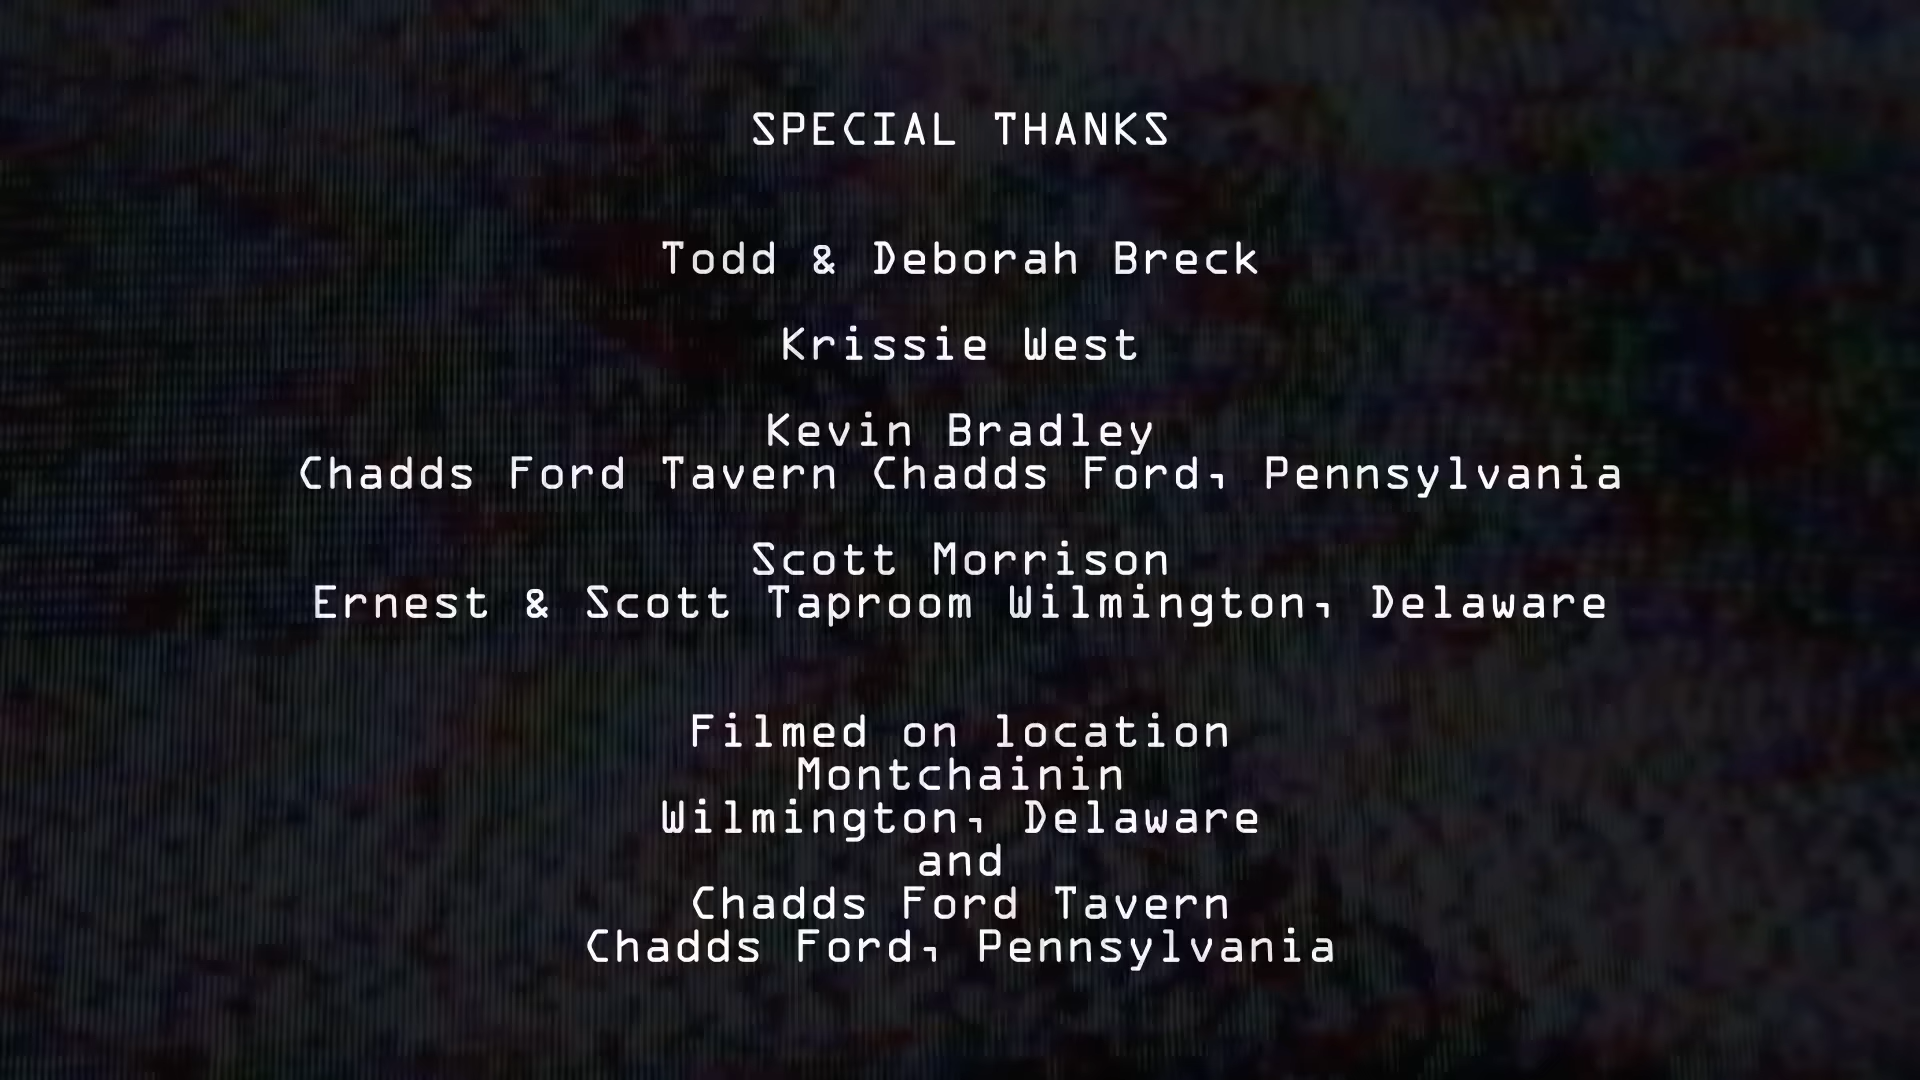 SPECIAL THANKS
Todd & Deborah Breck
Krissie West
Kevin Bradley
Chadds Ford Tavern Chadds Ford, Pennsylvania
Scott Morrison
Ernest & Scott Taproom Wilmington, Delaware
Filmed on location
Montchainin
Wilmington, Delaware
and
Chadds Ford Tavern
Chadds Ford, Pennsylvania